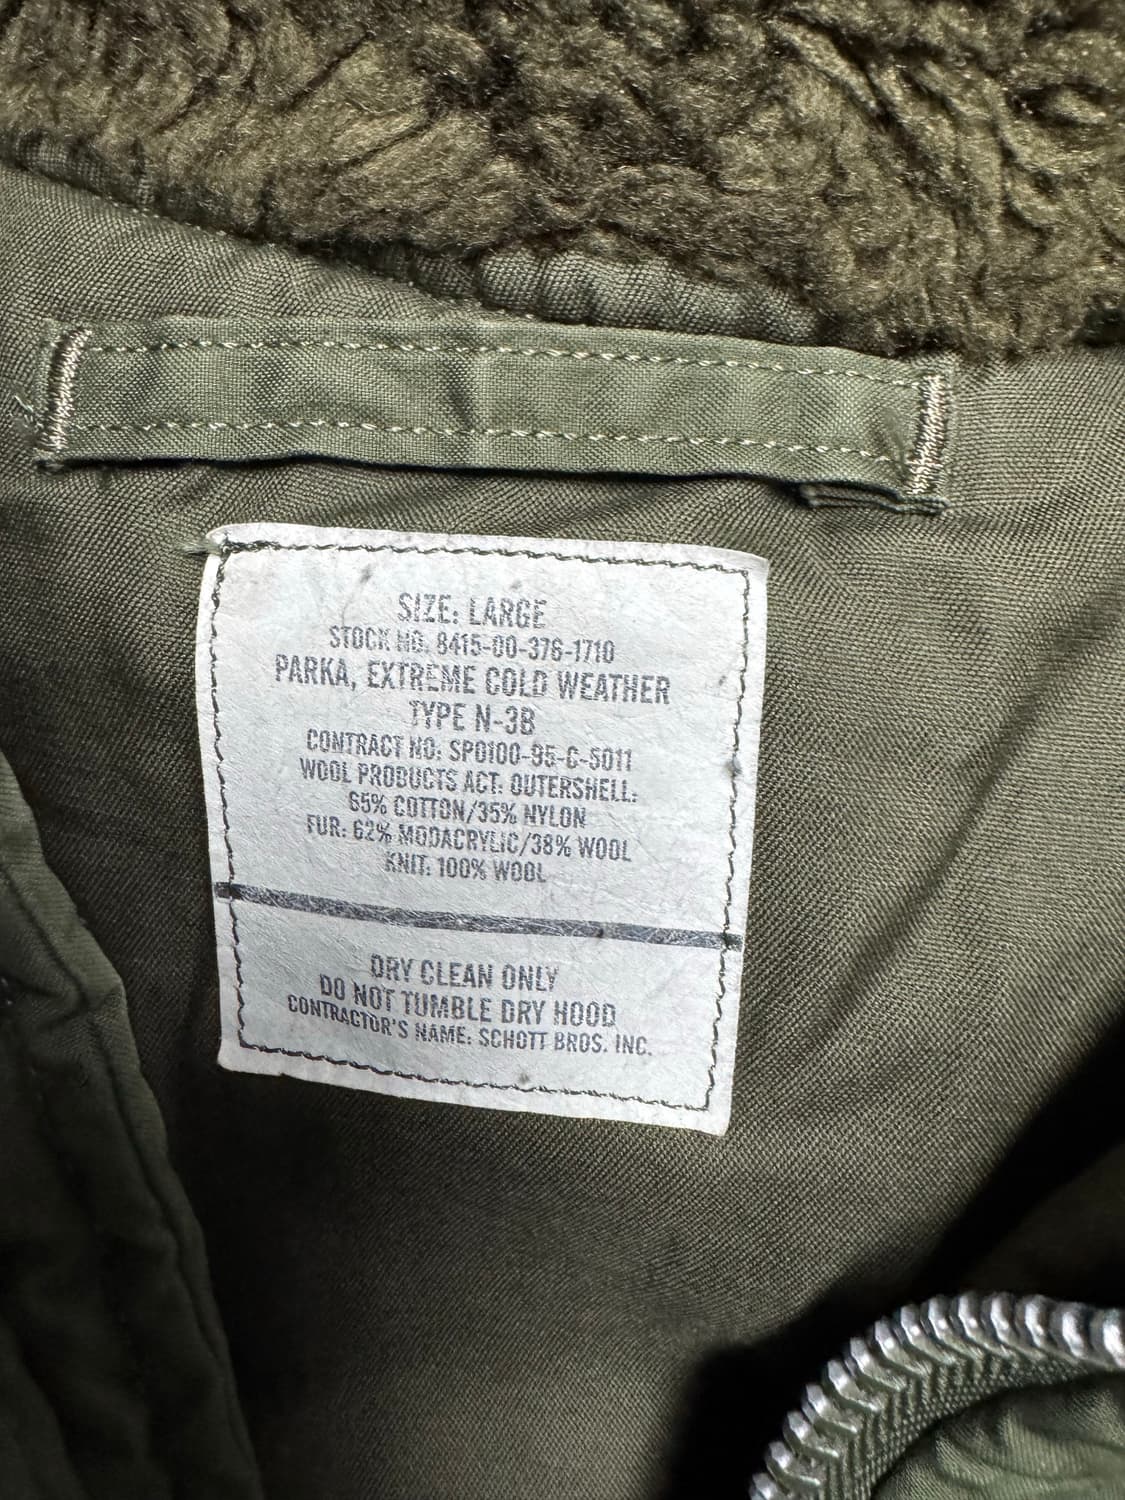 SIZE: LARGE
STOCK NO. 8415-00-376-1710
PARKA, EXTREME COLD WEATHER
TYPE N-3B
CONTRACT NO: SP0100-95-C-5011
WOOL PRODUCTS ACT: OUTERSHELL:
65% COTTON/35% NYLON
FUR: 62% MODACRYLIC/38% WOOL
KNIT: 100% WOOL
DRY CLEAN ONLY
DO NOT TUMBLE DRY HOOD
CONTRACTOR'S NAME: SCHOTT BROS. INC.